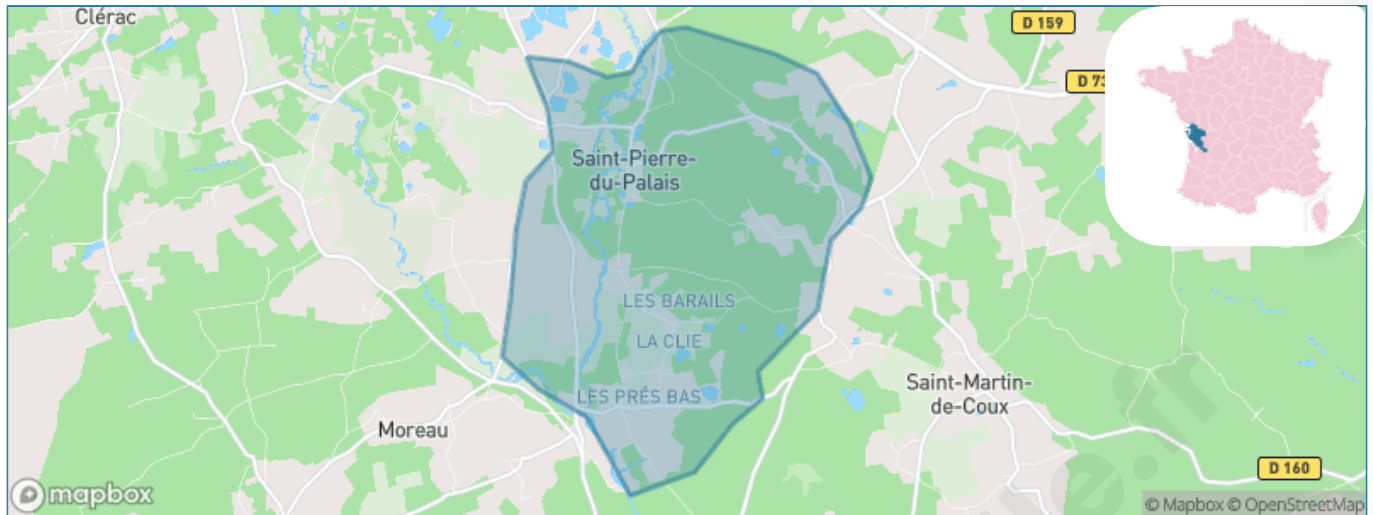 Clérac
D 159
D 73
Saint-Pierre-
du-Palais
LES BARAILS
LA CLIE
Saint-Martin-
de-Coux
LES PRÉS BAS
Moreau
D 160
mapbox
© Mapbox © OpenStreetMap